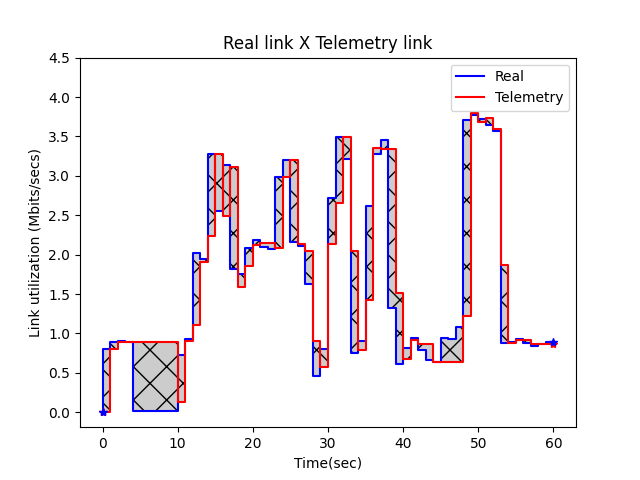 Real link X Telemetry link
Real
Telemetry
Link utilization (Mbits/secs)
4.5
4.0
3.5
3.0
2.5
2.0
1.5
1.0
0.5
0.0
0 10 20 30 40 50 60
Time(sec)